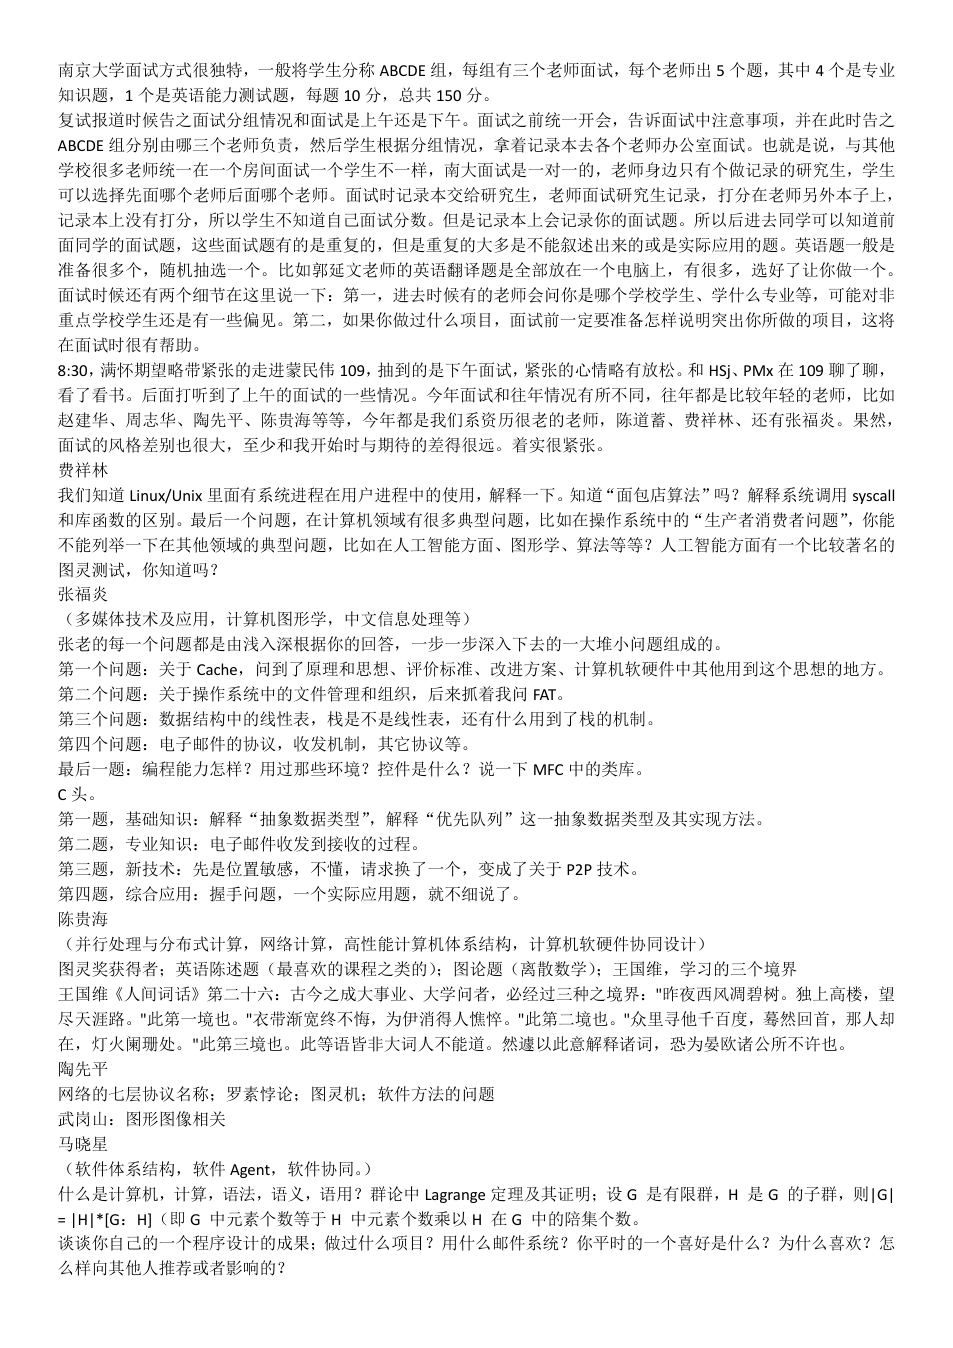 南京大学面试方式很独特，一般将学生分称 ABCDE 组，每组有三个老师面试，每个老师出 5 个题，其中 4 个是专业
知识题，1 个是英语能力测试题，每题 10 分，总共 150 分。
复试报道时候告之面试分组情况和面试是上午还是下午。面试之前统一开会，告诉面试中注意事项，并在此时告之
ABCDE 组分别由哪三个老师负责，然后学生根据分组情况，拿着记录本去各个老师办公室面试。也就是说，与其他
学校很多老师统一在一个房间面试一个学生不一样，南大面试是一对一的，老师身边只有个做记录的研究生，学生
可以选择先面哪个老师后面哪个老师。面试时记录本交给研究生，老师面试研究生记录，打分在老师另外本子上，
记录本上没有打分，所以学生不知道自己面试分数。但是记录本上会记录你的面试题。所以后进去同学可以知道前
面同学的面试题，这些面试题有的是重复的，但是重复的大多是不能叙述出来的或是实际应用的题。英语题一般是
准备很多个，随机抽选一个。比如郭延文老师的英语翻译题是全部放在一个电脑上，有很多，选好了让你做一个。
面试时候还有两个细节在这里说一下：第一，进去时候有的老师会问你是哪个学校学生、学什么专业等，可能对非
重点学校学生还是有一些偏见。第二，如果你做过什么项目，面试前一定要准备怎样说明突出你所做的项目，这将
在面试时很有帮助。
8:30，满怀期望略带紧张的走进蒙民伟 109，抽到的是下午面试，紧张的心情略有放松。和 HSj、PMx 在 109 聊了聊，
看了看书。后面打听到了上午的面试的一些情况。今年面试和往年情况有所不同，往年都是比较年轻的老师，比如
赵建华、周志华、陶先平、陈贵海等等，今年都是我们系资历很老的老师，陈道蓄、费祥林、还有张福炎。果然，
面试的风格差别也很大，至少和我开始时与期待的差得很远。着实很紧张。
费祥林
我们知道 Linux/Unix 里面有系统进程在用户进程中的使用，解释一下。知道“面包店算法”吗？解释系统调用 syscall
和库函数的区别。最后一个问题，在计算机领域有很多典型问题，比如在操作系统中的“生产者消费者问题”，你能
不能列举一下在其他领域的典型问题，比如在人工智能方面、图形学、算法等等？人工智能方面有一个比较著名的
图灵测试，你知道吗？
张福炎
（多媒体技术及应用，计算机图形学，中文信息处理等）
张老的每一个问题都是由浅入深根据你的回答，一步一步深入下去的一大堆小问题组成的。
第一个问题：关于 Cache，问到了原理和思想、评价标准、改进方案、计算机软硬件中其他用到这个思想的地方。
第二个问题：关于操作系统中的文件管理和组织，后来抓着我问 FAT。
第三个问题：数据结构中的线性表，栈是不是线性表，还有什么用到了栈的机制。
第四个问题：电子邮件的协议，收发机制，其它协议等。
最后一题：编程能力怎样？用过那些环境？控件是什么？说一下 MFC 中的类库。
C 头。
第一题，基础知识：解释“抽象数据类型”，解释“优先队列”这一抽象数据类型及其实现方法。
第二题，专业知识：电子邮件收发到接收的过程。
第三题，新技术：先是位置敏感，不懂，请求换了一个，变成了关于 P2P 技术。
第四题，综合应用：握手问题，一个实际应用题，就不细说了。
陈贵海
（并行处理与分布式计算，网络计算，高性能计算机体系结构，计算机软硬件协同设计）
图灵奖获得者；英语陈述题（最喜欢的课程之类的）；图论题（离散数学）；王国维，学习的三个境界
王国维《人间词话》第二十六：古今之成大事业、大学问者，必经过三种之境界："昨夜西风凋碧树。独上高楼，望
尽天涯路。"此第一境也。"衣带渐宽终不悔，为伊消得人憔悴。"此第二境也。"众里寻他千百度，蓦然回首，那人却
在，灯火阑珊处。"此第三境也。此等语皆非大词人不能道。然遽以此意解释诸词，恐为晏欧诸公所不许也。
陶先平
网络的七层协议名称；罗素悖论；图灵机；软件方法的问题
武岗山：图形图像相关
马晓星
（软件体系结构，软件 Agent，软件协同。）
什么是计算机，计算，语法，语义，语用？群论中 Lagrange 定理及其证明；设 G 是有限群，H 是 G 的子群，则|G|
= |H|*[G：H]（即 G 中元素个数等于 H 中元素个数乘以 H 在 G 中的陪集个数。
谈谈你自己的一个程序设计的成果；做过什么项目？用什么邮件系统？你平时的一个喜好是什么？为什么喜欢？怎
么样向其他人推荐或者影响的？